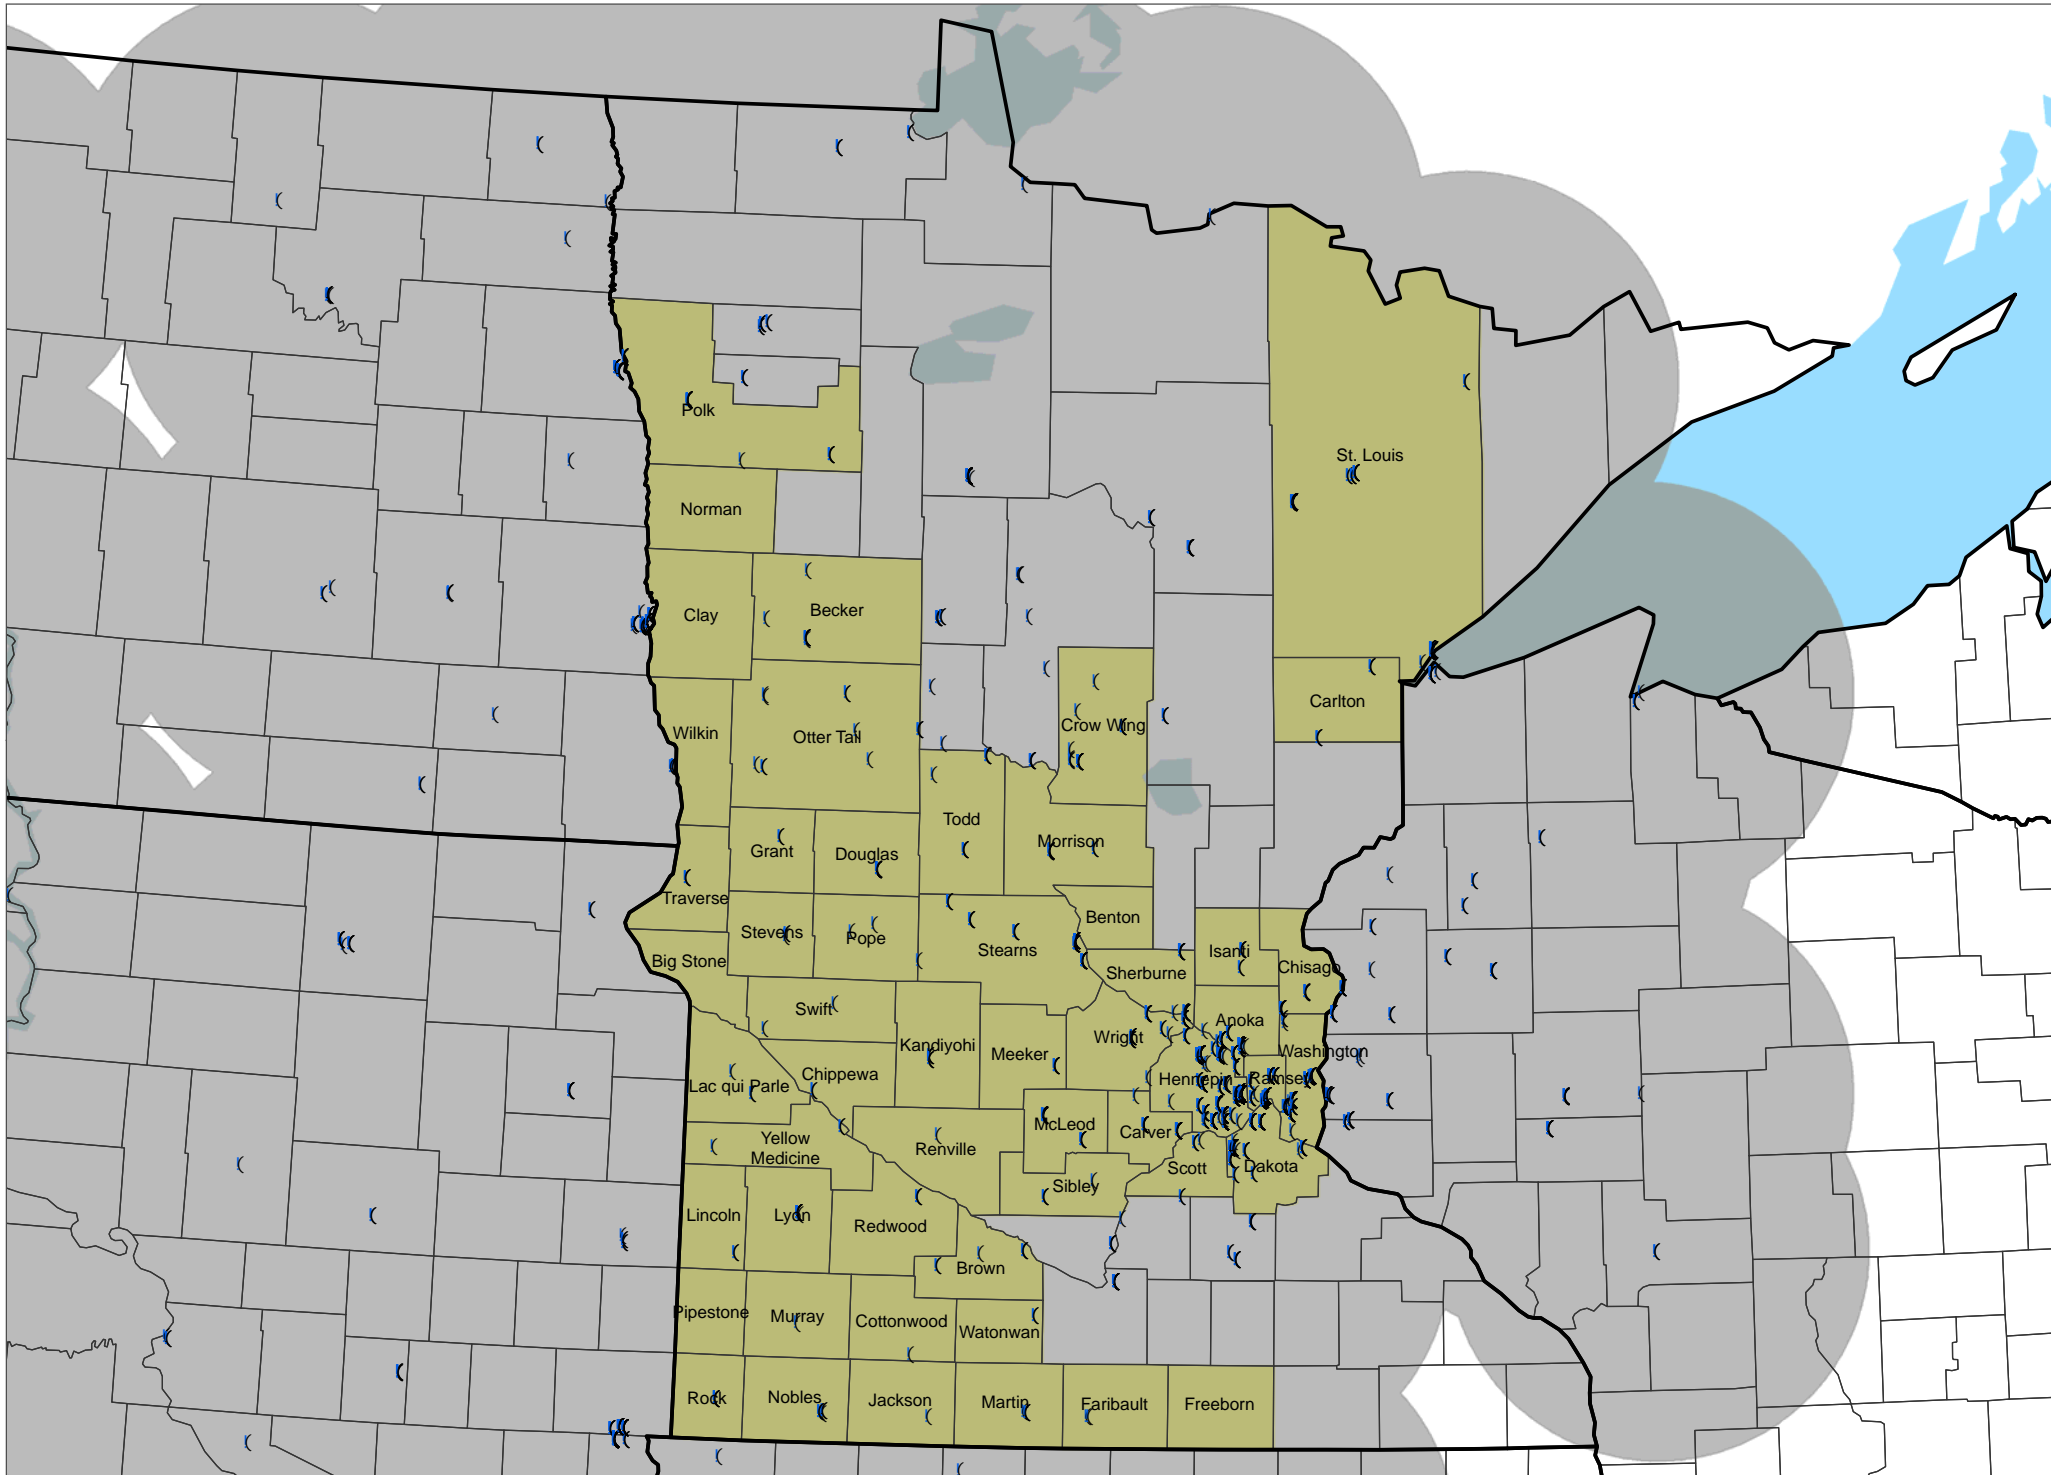 Polk
St. Louis
Norman
Clay
Becker
Wilkin
Otter Tail
Crow Wing
Carlton
Todd
Morrison
Grant
Douglas
Traverse
Stevens
Pope
Stearns
Benton
Big Stone
Sherburne
Isanti
Chisago
Swift
Kandiyohi
Meeker
Wright
Anoka
Washington
Lac qui Parle
Chippewa
Hennepin
Ramsey
Yellow
Medicine
Renville
McLeod
Carver
Scott
Dakota
Sibley
Lincoln
Lyon
Redwood
Brown
Pipestone
Murray
Cottonwood
Watonwan
Rock
Nobles
Jackson
Martin
Faribault
Freeborn